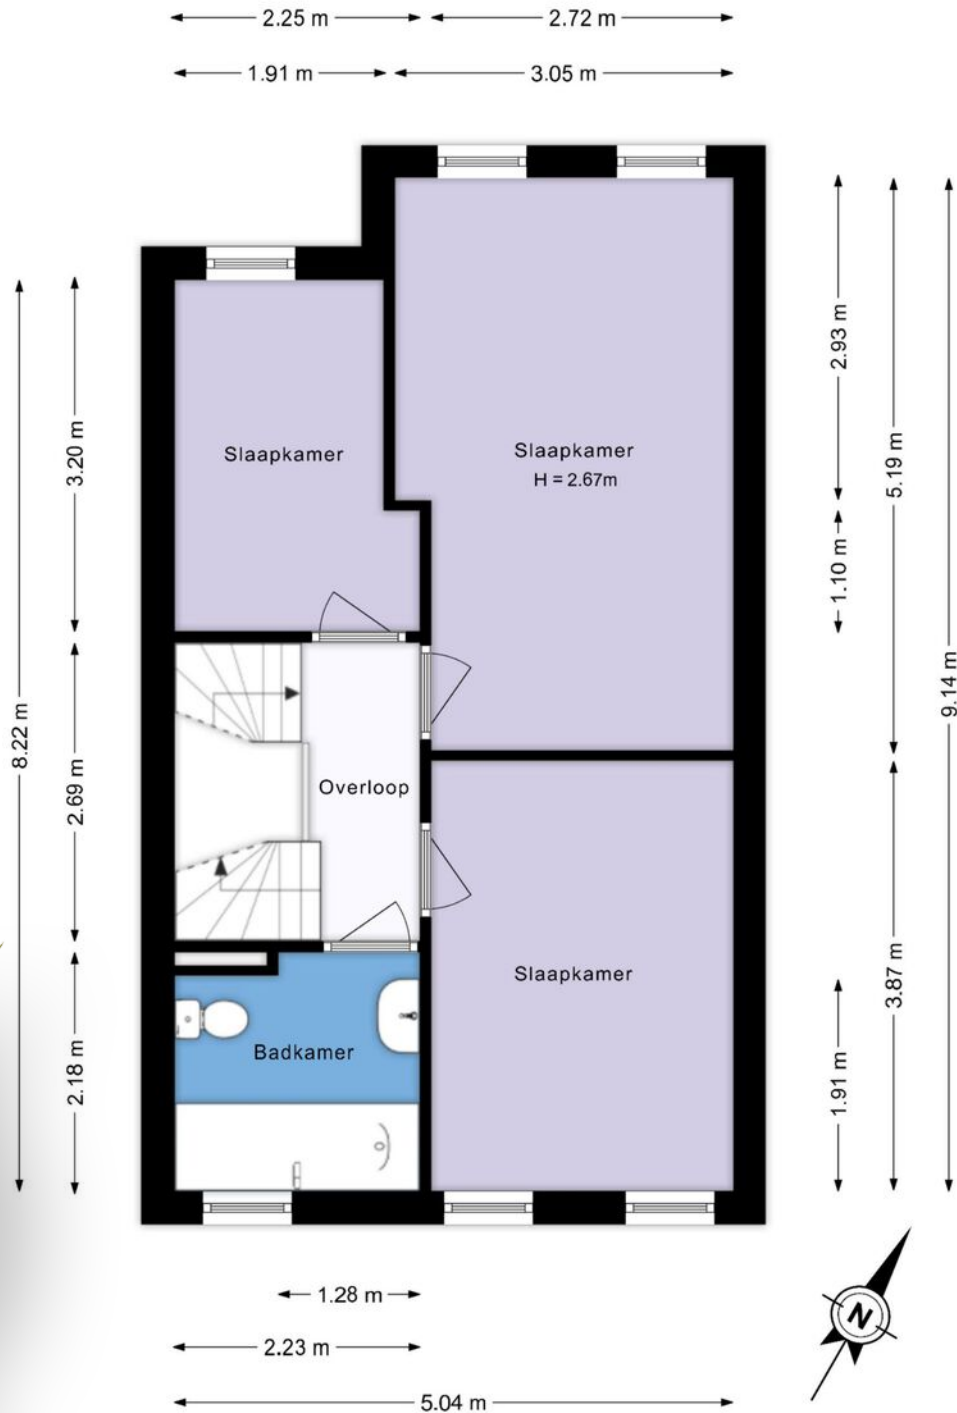 2.25 m
2.72 m
1.91 m
3.05 m
2.93 m
3.20 m
5.19 m
Slaapkamer
Slaapkamer
H = 2.67m
1.10 m
9.14 m
8.22 m
2.69 m
Overloop
3.87 m
Slaapkamer
Badkamer
2.18 m
1.91 m
1.28 m
N
2.23 m
5.04 m